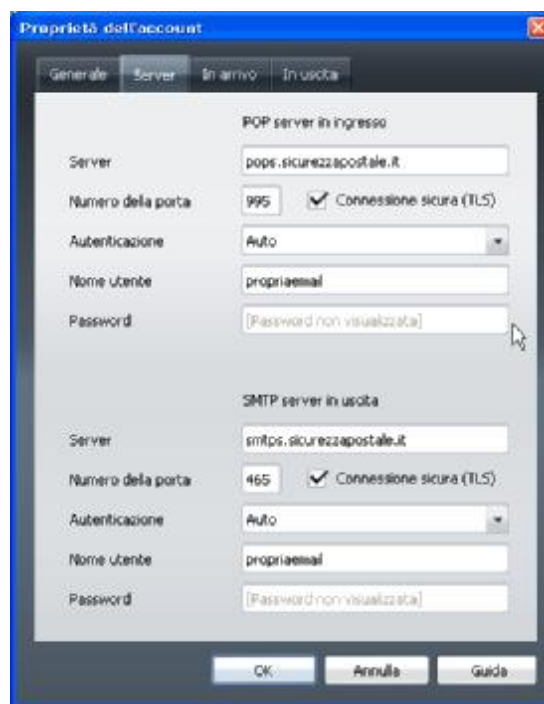 Proprietà dell'account
Generale Server In arrivo In uscita
POP server in ingresso
Server pops.sicurezzapostale.it
Numero della porta 995 Connessione sicura (TLS)
Autenticazione Auto
Nome utente propriaemail
Password [Password non visualizzata]
SMTP server in uscita
Server smtps.sicurezzapostale.it
Numero della porta 465 Connessione sicura (TLS)
Autenticazione Auto
Nome utente propriaemail
Password [Password non visualizzata]
OK Annulla Guida